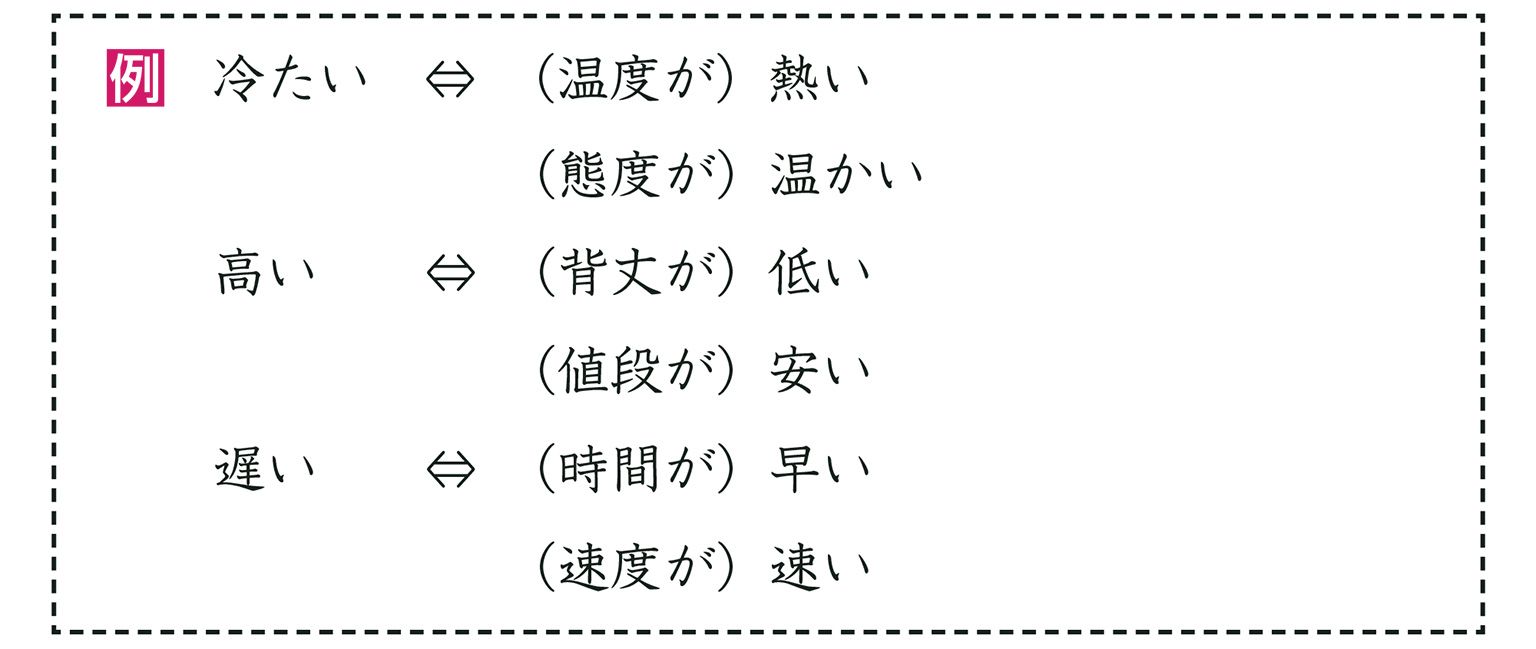 例 冷たい ⇔ （温度が）熱い
（態度が）温かい
高い ⇔ （背丈が）低い
（値段が）安い
遅い ⇔ （時間が）早い
（速度が）速い